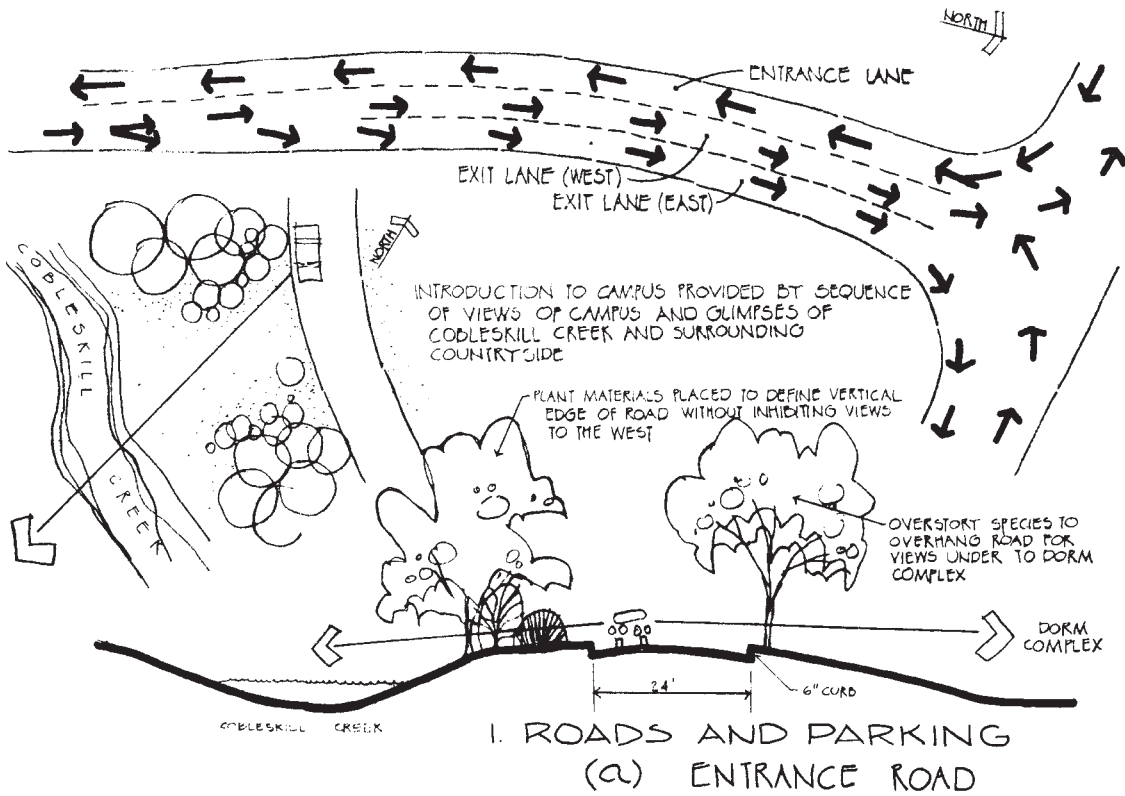 NORTH
ENTRANCE LANE
EXIT LANE (WEST)
EXIT LANE (EAST)
NORTH
COBLESKILL CREEK
INTRODUCTION TO CAMPUS PROVIDED BY SEQUENCE
OF VIEWS OF CAMPUS AND GLIMPSES OF
COBLESKILL CREEK AND SURROUNDING
COUNTRYSIDE
PLANT MATERIALS PLACED TO DEFINE VERTICAL
EDGE OF ROAD WITHOUT INHIBITING VIEWS
TO THE WEST
OVERSTORY SPECIES TO
OVERHANG ROAD FOR
VIEWS UNDER TO DORM
COMPLEX
DORM
COMPLEX
24'
6" CURB
COBLESKILL CREEK
1. ROADS AND PARKING
(a) ENTRANCE ROAD